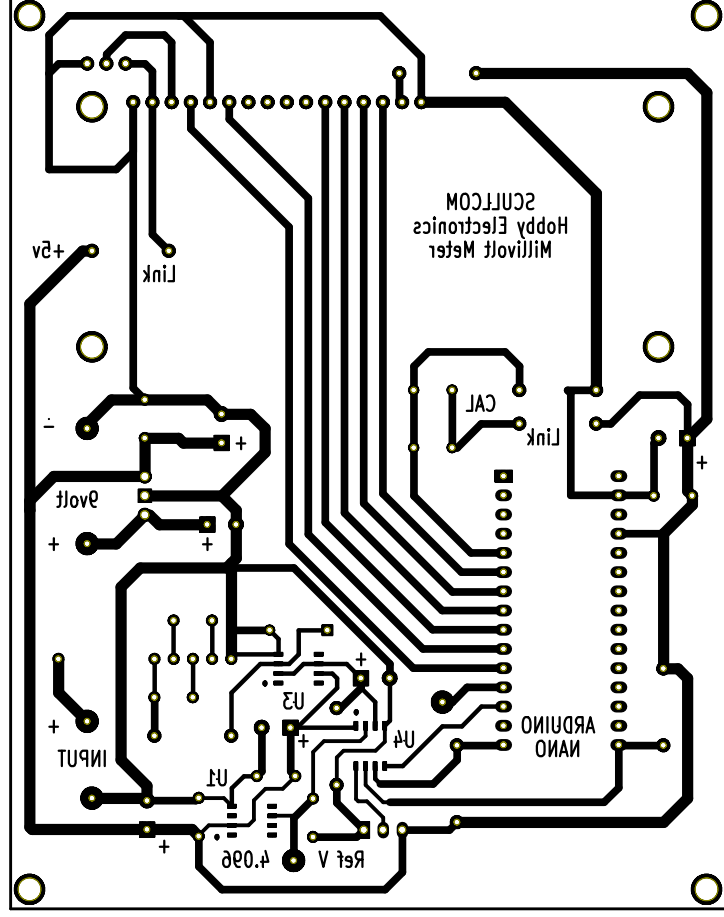 SCULLCOM
Hobby Electronics
Millivolt Meter
+5v
Link
CAL
-
+
Link
+
9volt
+
+
+
U3
+
INPUT
+
U4
ARDUINO
NANO
U1
4.096
Ref V
+